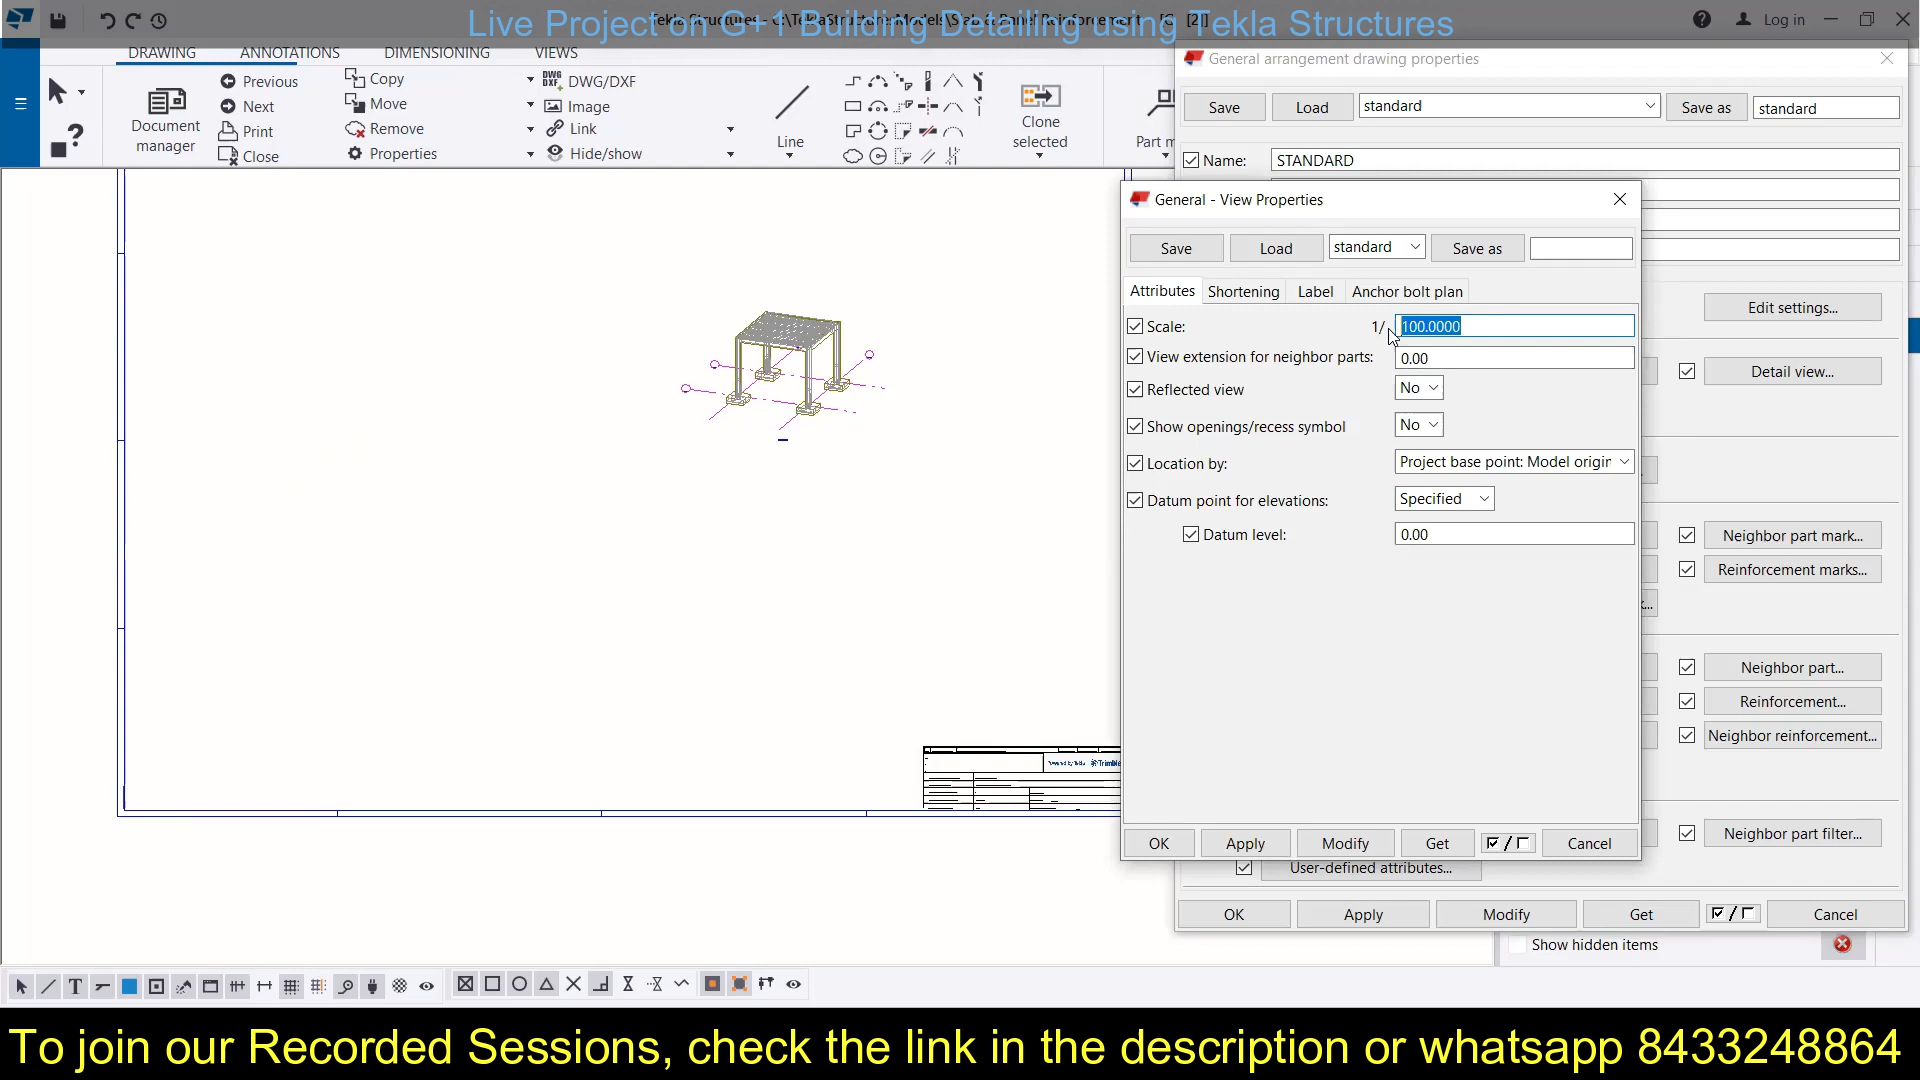 Live Project on G+1 Building Detailing using Tekla Structures
Log in
DRAWING ANNOTATIONS DIMENSIONING VIEWS
General arrangement drawing properties
Document manager
Previous
Next
Print
Close
Copy
Move
Remove
Properties
DWG/DXF
Image
Link
Hide/show
Line
Clone selected
Part m
Save Load standard Save as standard
Name: STANDARD
General - View Properties
Save Load standard Save as
Attributes Shortening Label Anchor bolt plan
Scale: 1/ 100.0000
View extension for neighbor parts: 0.00
Reflected view No
Show openings/recess symbol No
Location by: Project base point: Model origin
Datum point for elevations: Specified
Datum level: 0.00
OK Apply Modify Get Cancel
Edit settings...
Detail view...
Neighbor part mark...
Reinforcement marks...
Neighbor part...
Reinforcement...
Neighbor reinforcement...
Neighbor part filter...
User-defined attributes...
OK Apply Modify Get Cancel
Show hidden items
To join our Recorded Sessions, check the link in the description or whatsapp 8433248864